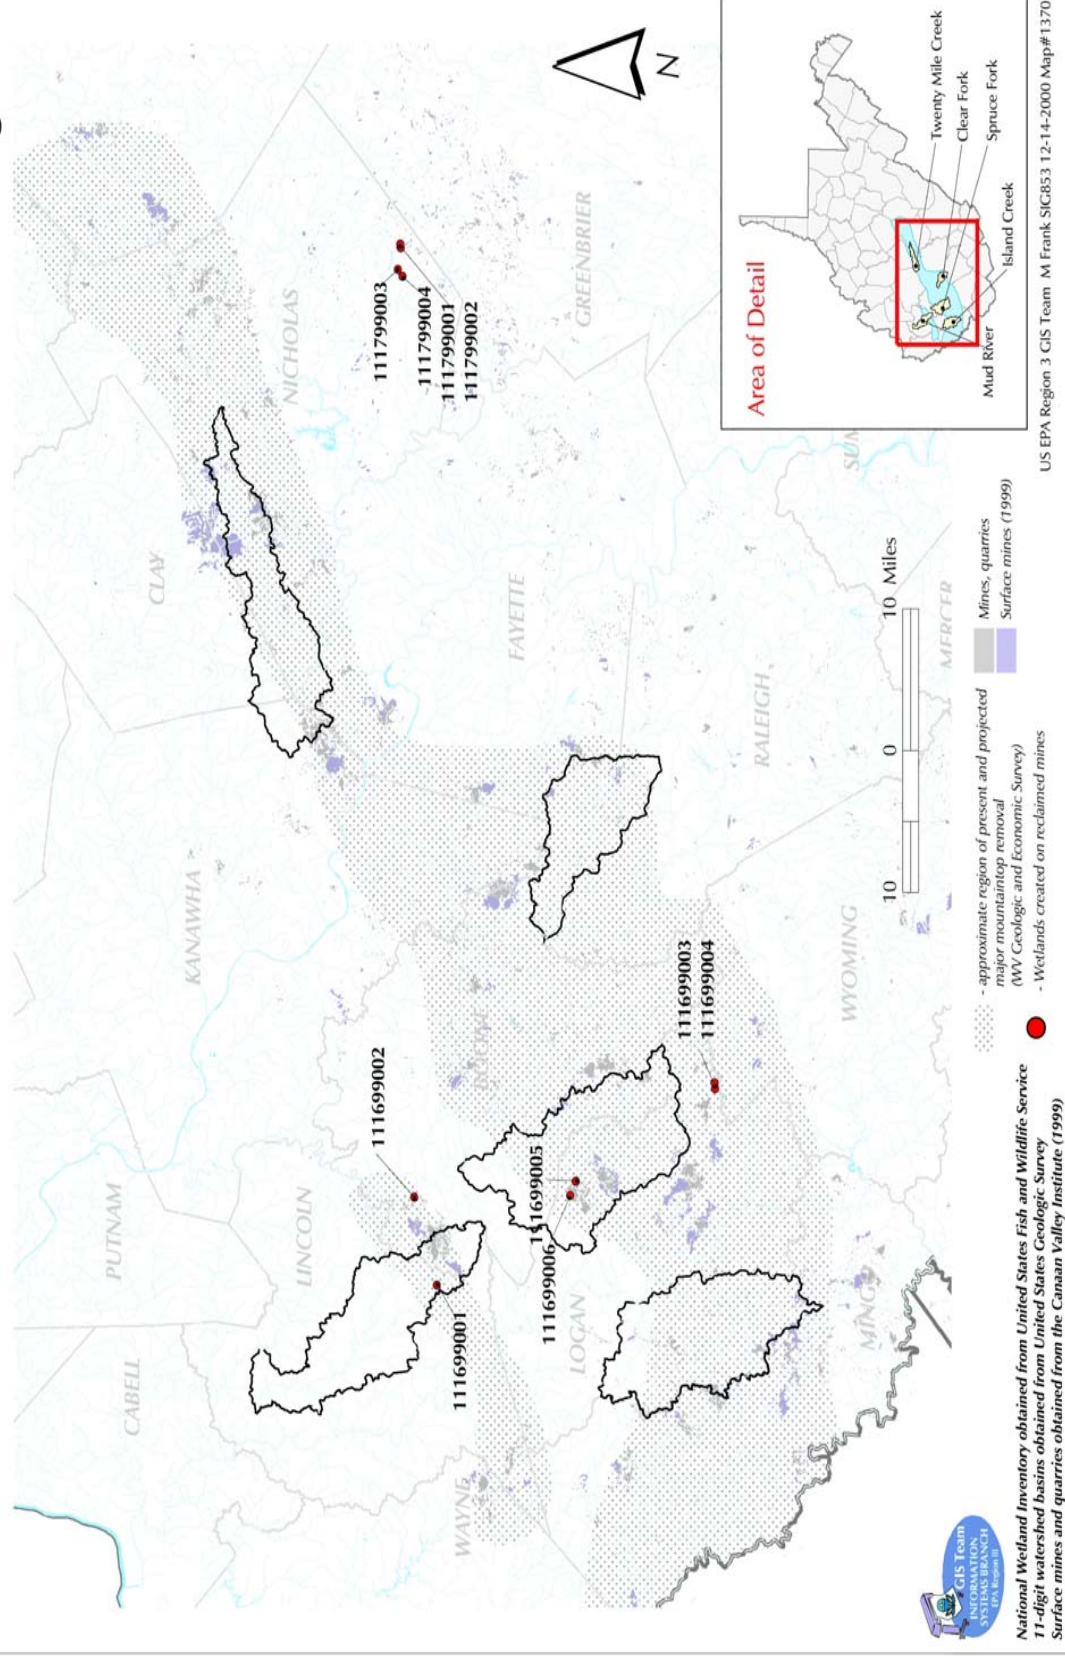 PUTNAM
KANAWHA
CLAY
CABELL
LINCOLN
NICHOLAS
WAYNE
LOGAN
BOONE
FAYETTE
GREENBRIER
MINGO
WYOMING
RALEIGH
MERCER
SUM
111699001
111699002
111699006
111699005
111699003
111699004
111799003
111799004
111799001
111799002
N
10
0
10 Miles
Area of Detail
Twenty Mile Creek
Clear Fork
Spruce Fork
Island Creek
Mud River
GIS Team
INFORMATION
SYSTEMS BRANCH
EPA Region III
National Wetland Inventory obtained from United States Fish and Wildlife Service
11-digit watershed basins obtained from United States Geologic Survey
Surface mines and quarries obtained from the Canaan Valley Institute (1999)
- approximate region of present and projected
major mountaintop removal
(WV Geologic and Economic Survey)
- Wetlands created on reclaimed mines
Mines, quarries
Surface mines (1999)
US EPA Region 3 GIS Team M Frank SIG853 12-14-2000 Map#1370